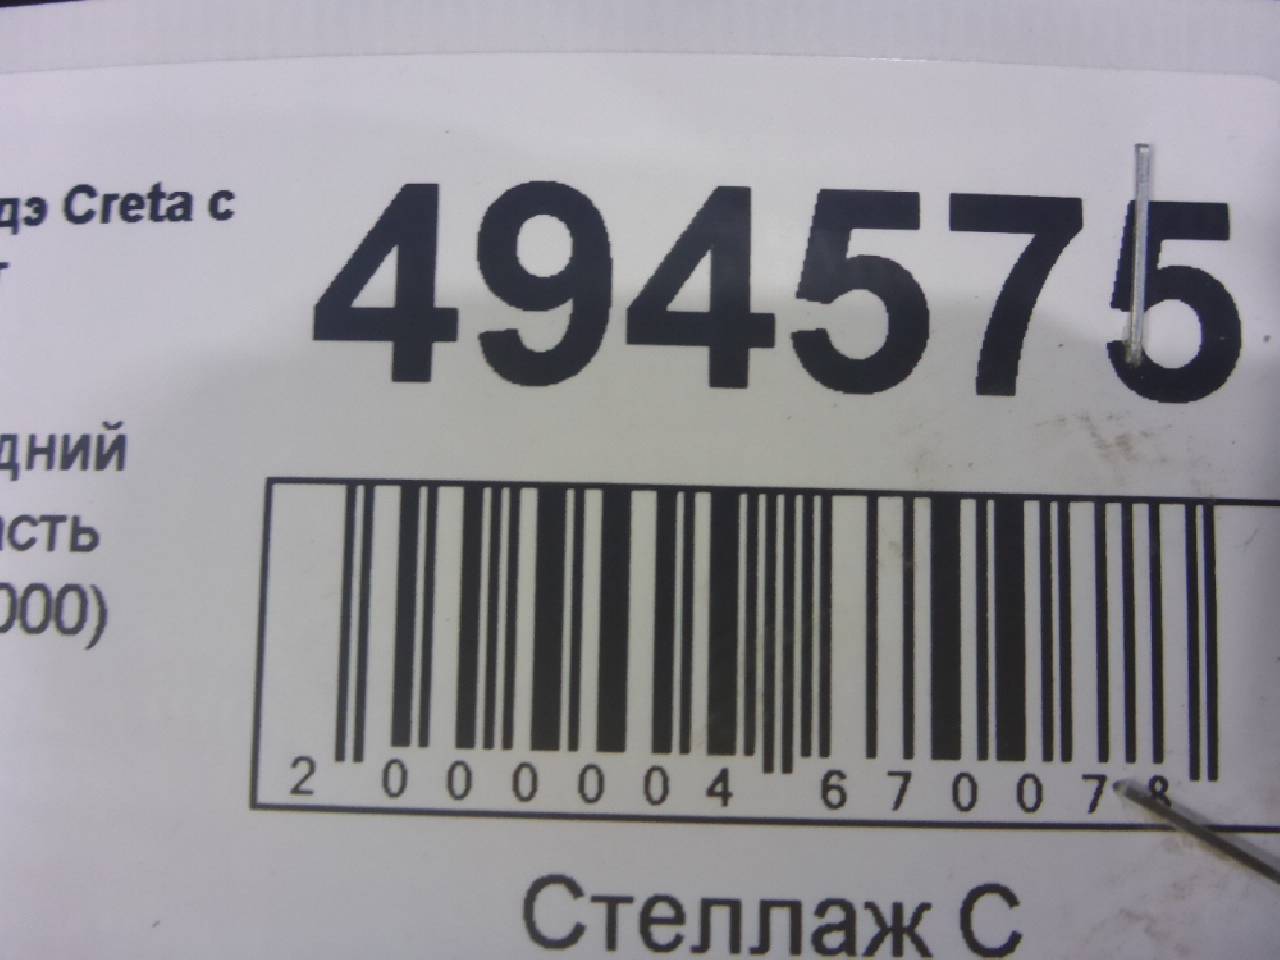 дэ Creta с
494575
дний
асть
000)
2 000004 670078
Стеллаж С